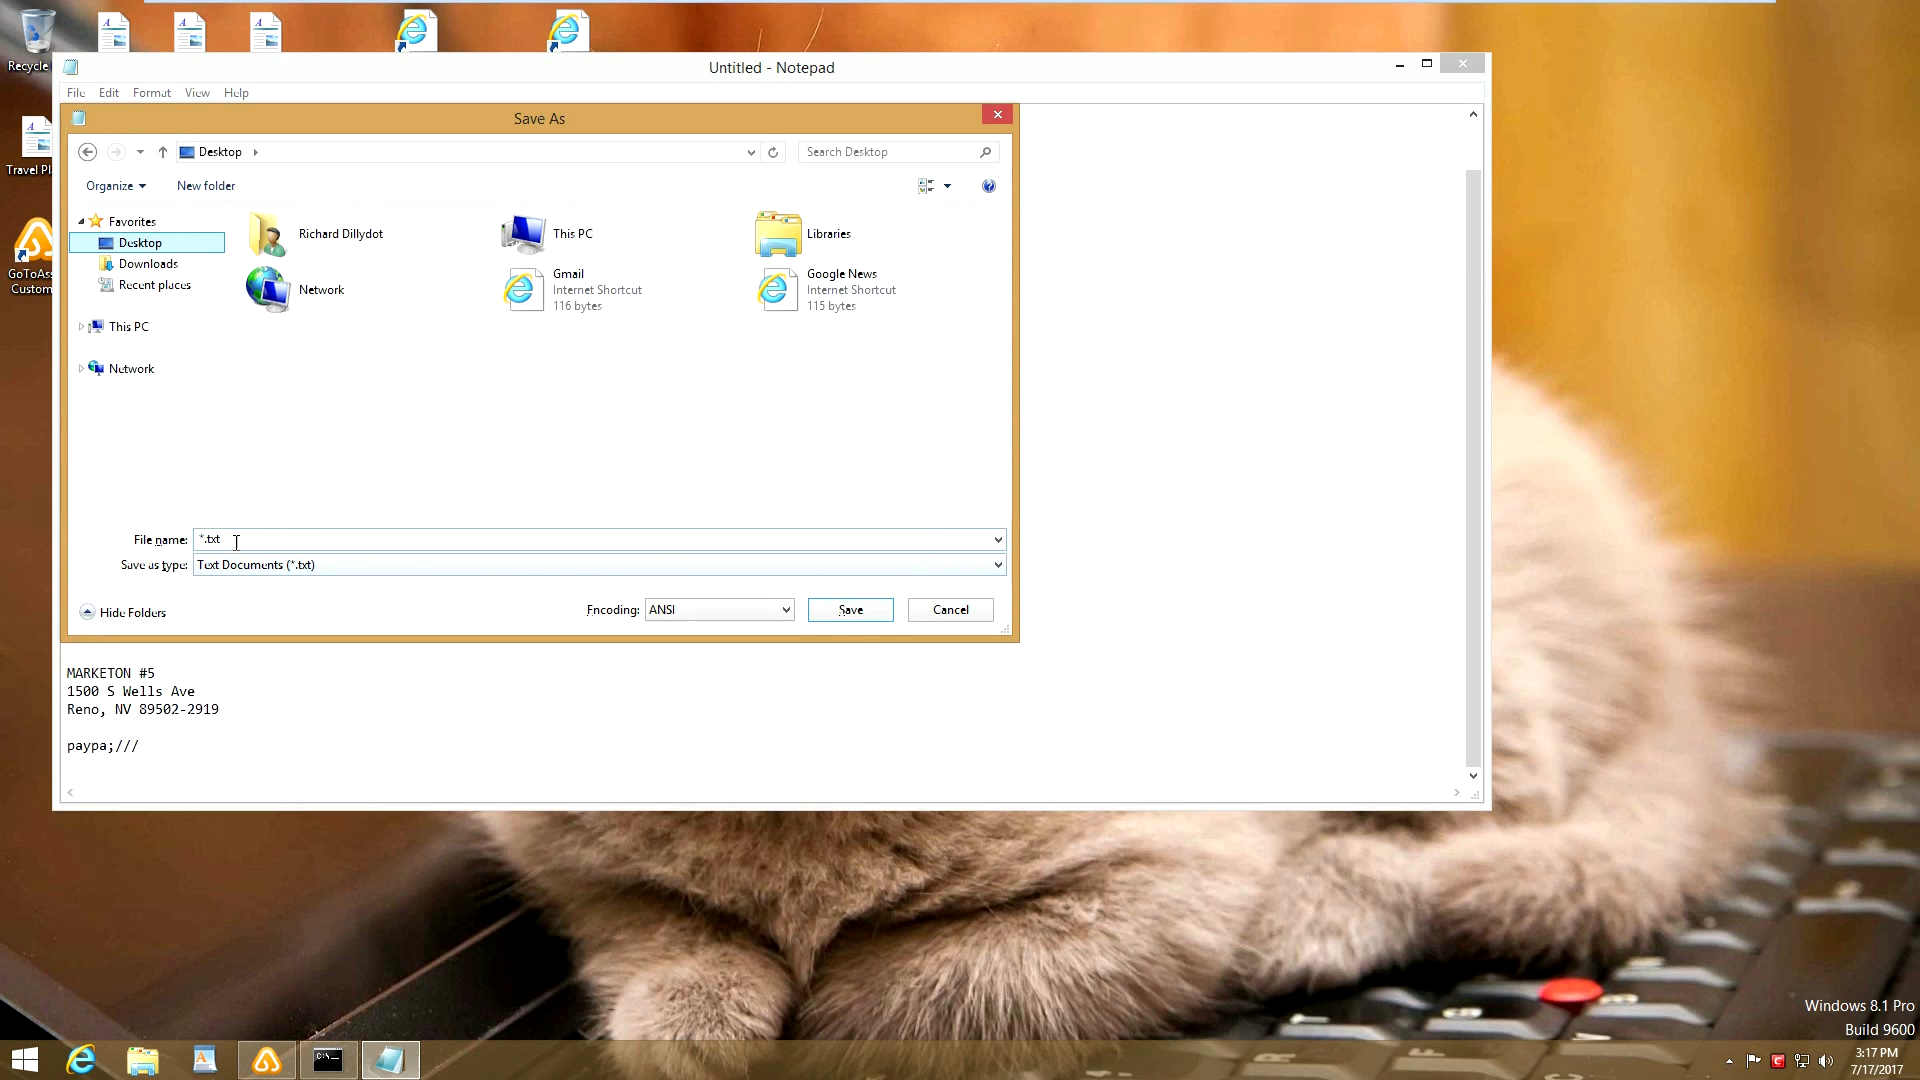 Recycle
Travel Pl
GoToAss
Custom
Untitled - Notepad
File Edit Format View Help
Save As
Desktop
Search Desktop
Organize New folder
Favorites
Desktop
Downloads
Recent places
This PC
Network
Richard Dillydot
This PC
Libraries
Network
Gmail
Internet Shortcut
116 bytes
Google News
Internet Shortcut
115 bytes
File name: *.txt
Save as type: Text Documents (*.txt)
Hide Folders
Encoding: ANSI Save Cancel
MARKETON #5
1500 S Wells Ave
Reno, NV 89502-2919
paypa;///
Windows 8.1 Pro
Build 9600
3:17 PM
7/17/2017